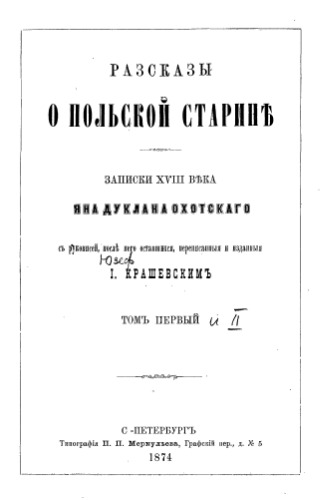 РАЗСКАЗЫ
О ПОЛЬСКОЙ СТАРИНѢ
ЗАПИСКИ XVIII ВѢКА
ЯНА ДУКЛАНА ОХОТСКАГО
съ рукописей, послѣ него оставшихся, переписанныя и изданныя
Юзеф
I. КРАШЕВСКИМЪ
ТОМЪ ПЕРВЫЙ и II
С -ПЕТЕРБУРГЪ
Типографія П. П. Меркульева, Графскій пер., д. № 5
1874